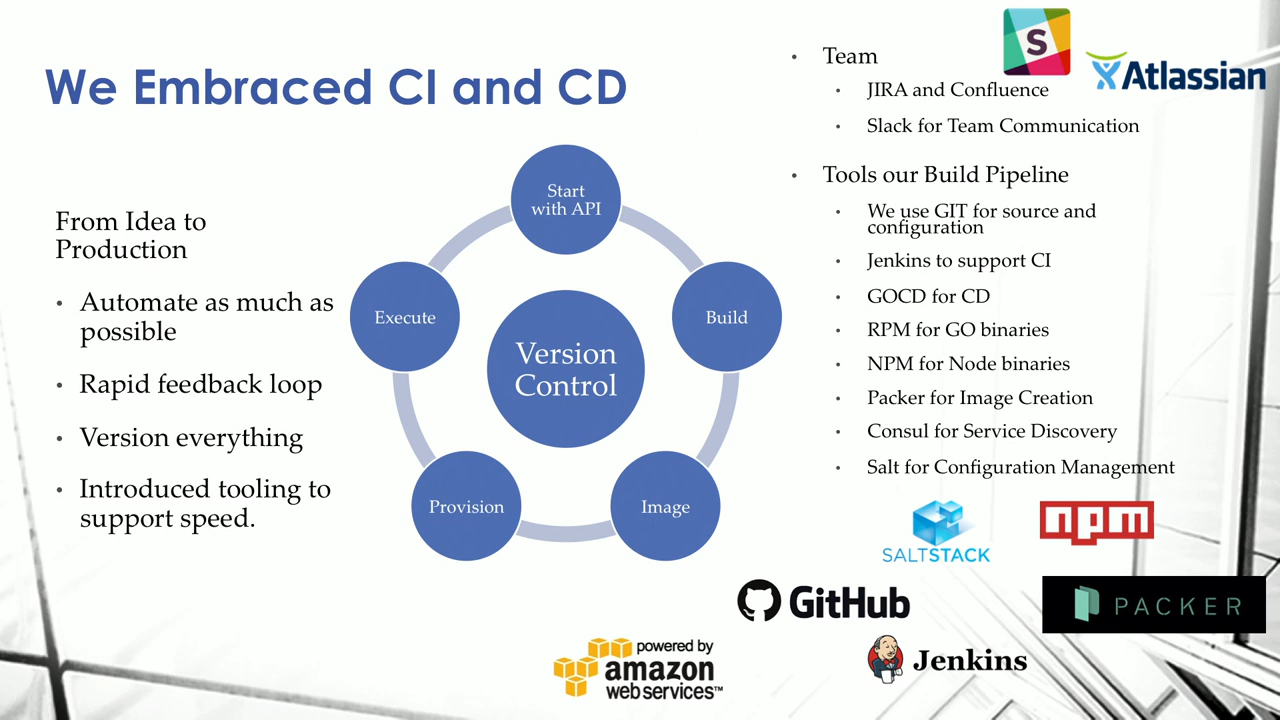 We Embraced CI and CD
From Idea to
Production
• Automate as much as
possible
• Rapid feedback loop
• Version everything
• Introduced tooling to
support speed.
Start
with API
Build
Image
Provision
Execute
Version
Control
• Team
• JIRA and Confluence
• Slack for Team Communication
• Tools our Build Pipeline
• We use GIT for source and
configuration
• Jenkins to support CI
• GOCD for CD
• RPM for GO binaries
• NPM for Node binaries
• Packer for Image Creation
• Consul for Service Discovery
• Salt for Configuration Management
S
Atlassian
SALTSTACK
npm
GitHub
PACKER
powered by
amazon
web services™
Jenkins